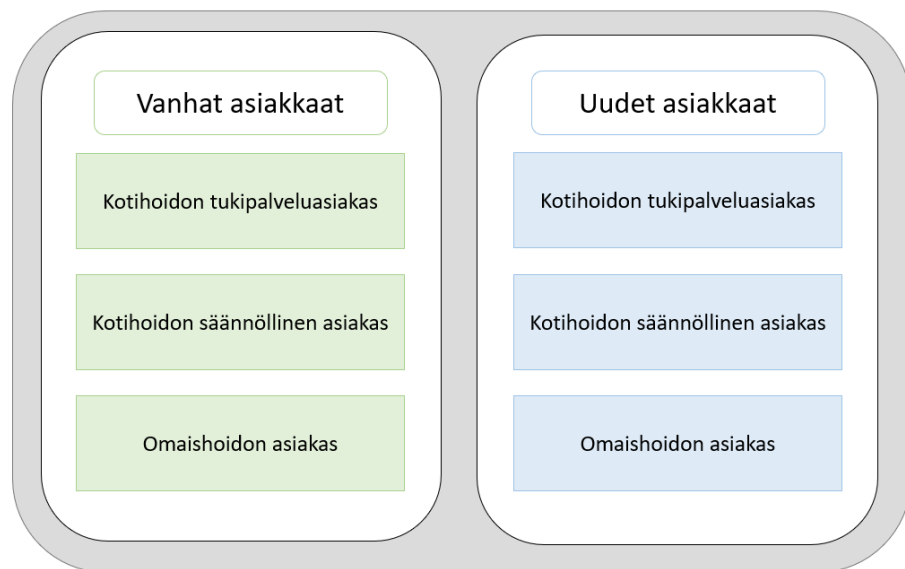 Vanhat asiakkaat
Kotihoidon tukipalveluasiakas
Kotihoidon säännöllinen asiakas
Omaishoidon asiakas
Uudet asiakkaat
Kotihoidon tukipalveluasiakas
Kotihoidon säännöllinen asiakas
Omaishoidon asiakas